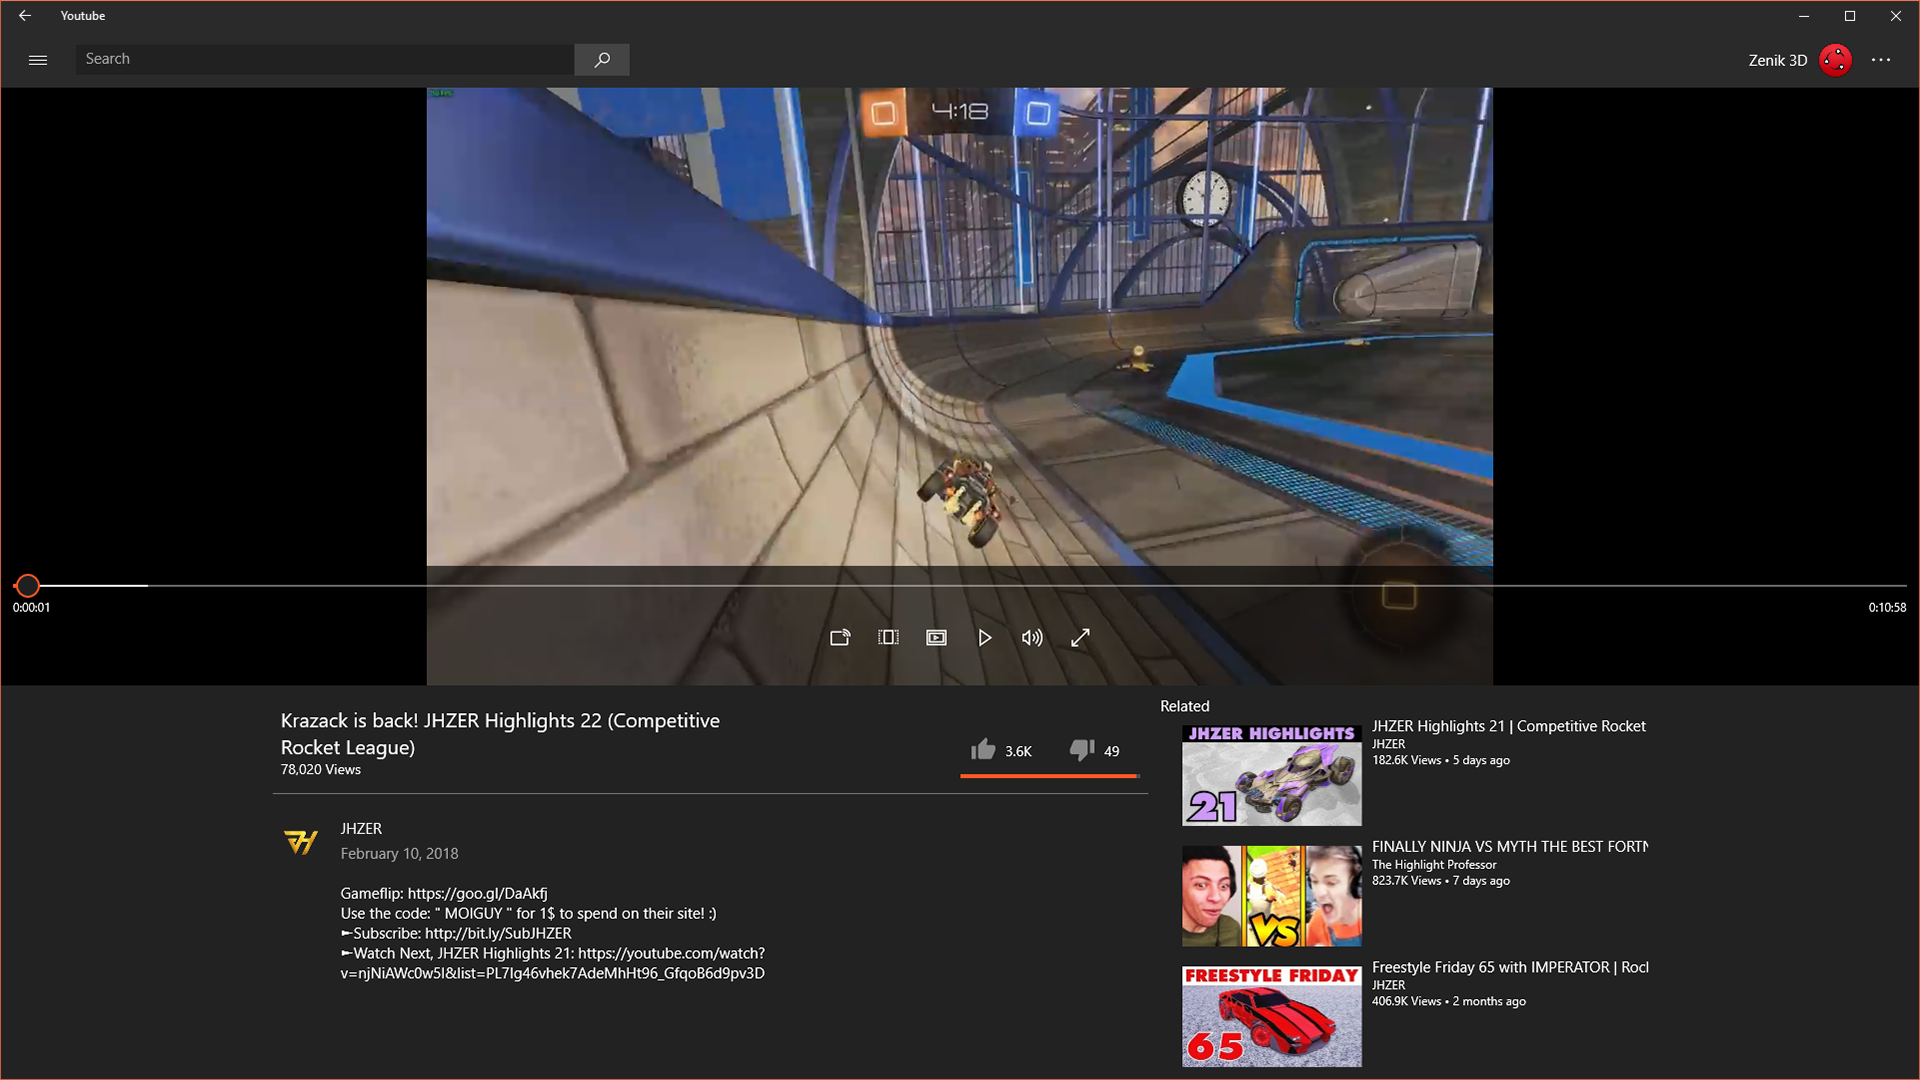 Youtube
Search
Zenik 3D
4:18
0:00:01
0:10:58
Krazack is back! JHZER Highlights 22 (Competitive
Rocket League)
78,020 Views
3.6K
49
JHZER
February 10, 2018
Gameflip: https://goo.gl/DaAkfj
Use the code: " MOIGUY " for 1$ to spend on their site! :)
►Subscribe: http://bit.ly/SubJHZER
►Watch Next, JHZER Highlights 21: https://youtube.com/watch?
v=njNiAWc0w5I&list=PL7Ig46vhek7AdeMhHt96_GfqoB6d9pv3D
Related
JHZER HIGHLIGHTS
21
JHZER Highlights 21 | Competitive Rocket
JHZER
182.6K Views • 5 days ago
VS
FINALLY NINJA VS MYTH THE BEST FORTN
The Highlight Professor
823.7K Views • 7 days ago
FREESTYLE FRIDAY
65
Freestyle Friday 65 with IMPERATOR | Rocl
JHZER
406.9K Views • 2 months ago